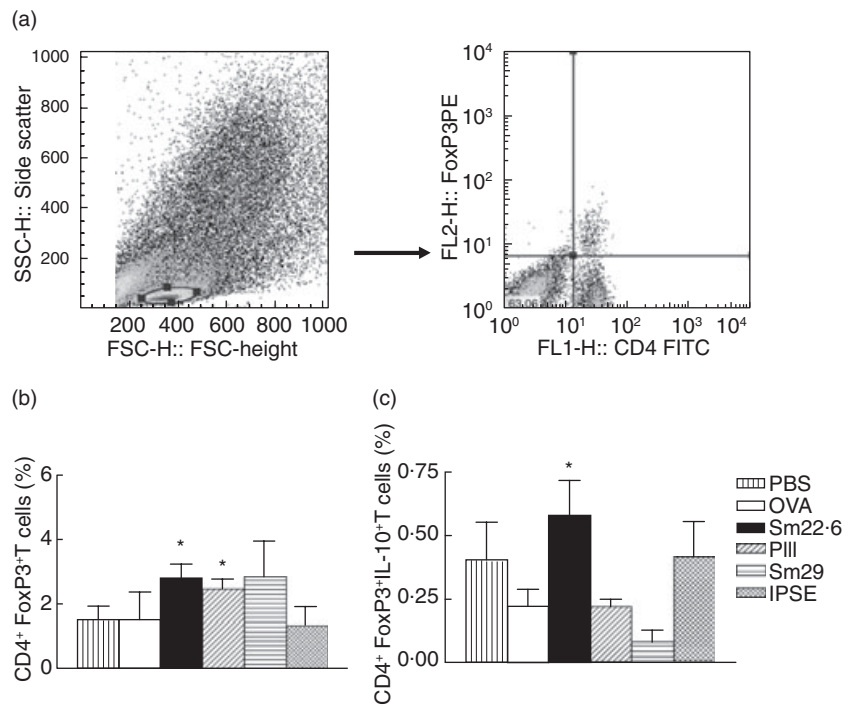 (a)
SSC-H:: Side scatter
1000
800
600
400
200
200 400 600 800 1000
FSC-H:: FSC-height
FL2-H:: FoxP3PE
10⁴
10³
10²
10¹
10⁰
10⁰ 10¹ 10² 10³ 10⁴
FL1-H:: CD4 FITC
(b)
CD4⁺ FoxP3⁺T cells (%)
6
4
2
0
* *
(c)
CD4⁺ FoxP3⁺IL-10⁺T cells (%)
0·75
0·50
0·25
0·00
*
PBS
OVA
Sm22·6
PIII
Sm29
IPSE